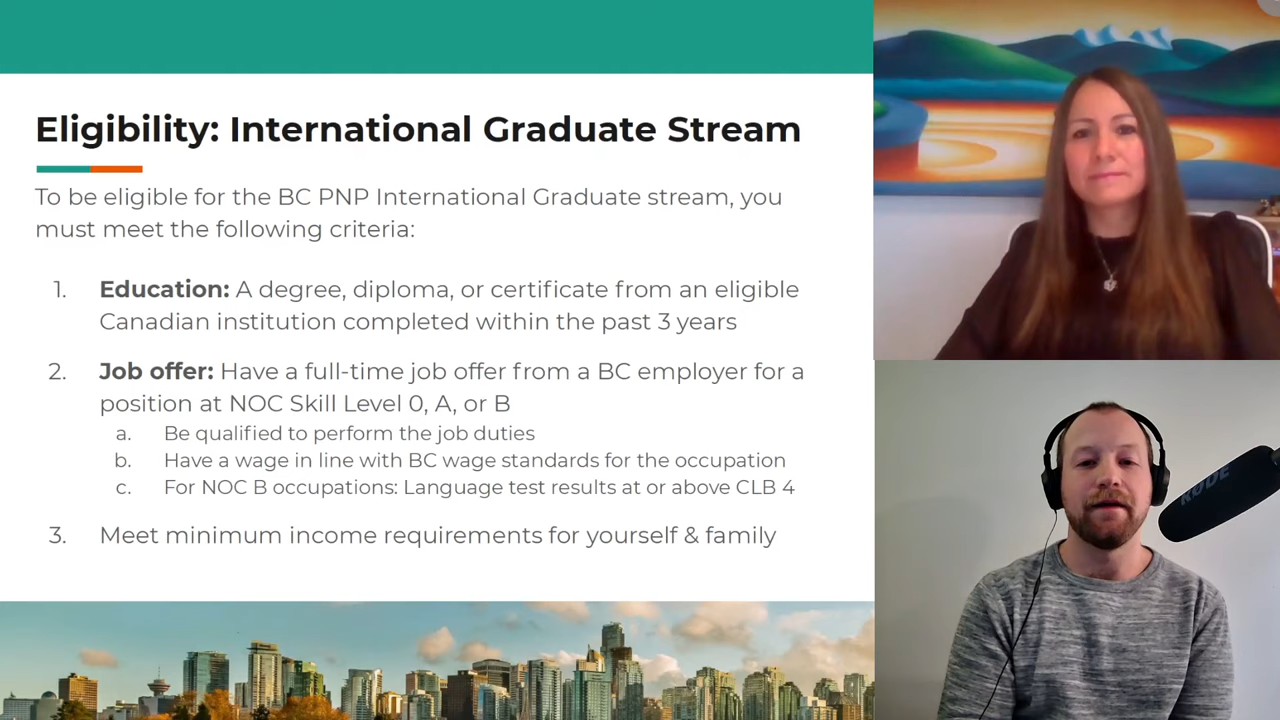 Eligibility: International Graduate Stream
To be eligible for the BC PNP International Graduate stream, you
must meet the following criteria:
1. Education: A degree, diploma, or certificate from an eligible
Canadian institution completed within the past 3 years
2. Job offer: Have a full-time job offer from a BC employer for a
position at NOC Skill Level 0, A, or B
a. Be qualified to perform the job duties
b. Have a wage in line with BC wage standards for the occupation
c. For NOC B occupations: Language test results at or above CLB 4
3. Meet minimum income requirements for yourself & family
RODE